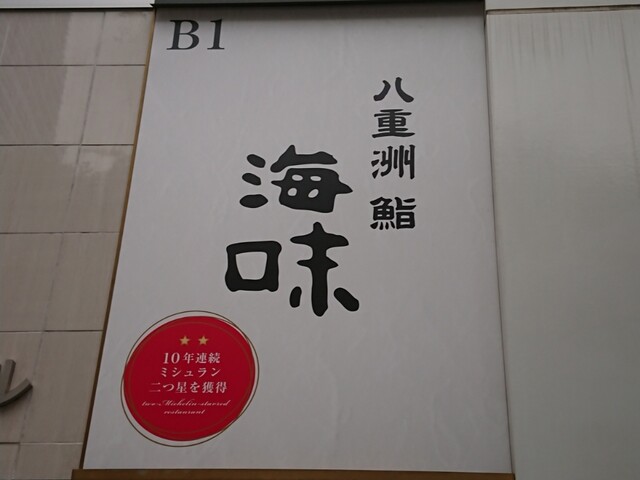 B1
八重洲 鮨
海味
10年連続
ミシュラン
二つ星を獲得
two Michelin-starred
restaurant
ル